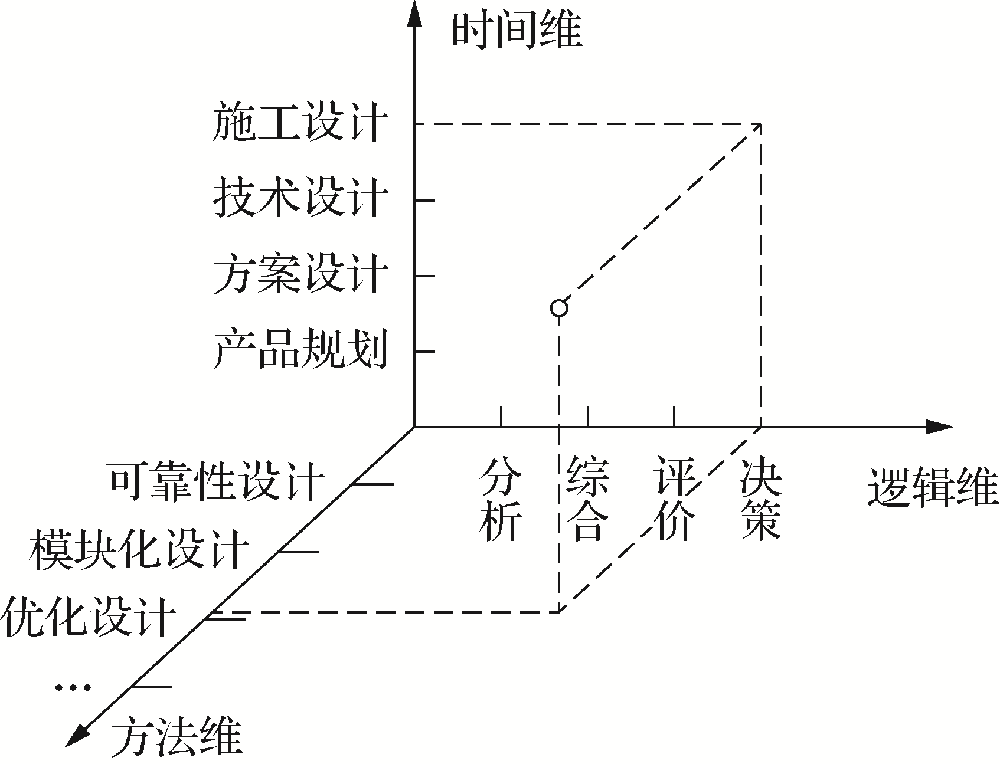 时间维
施工设计
技术设计
方案设计
产品规划
分析
综合
评价
决策
逻辑维
可靠性设计
模块化设计
优化设计
…
方法维